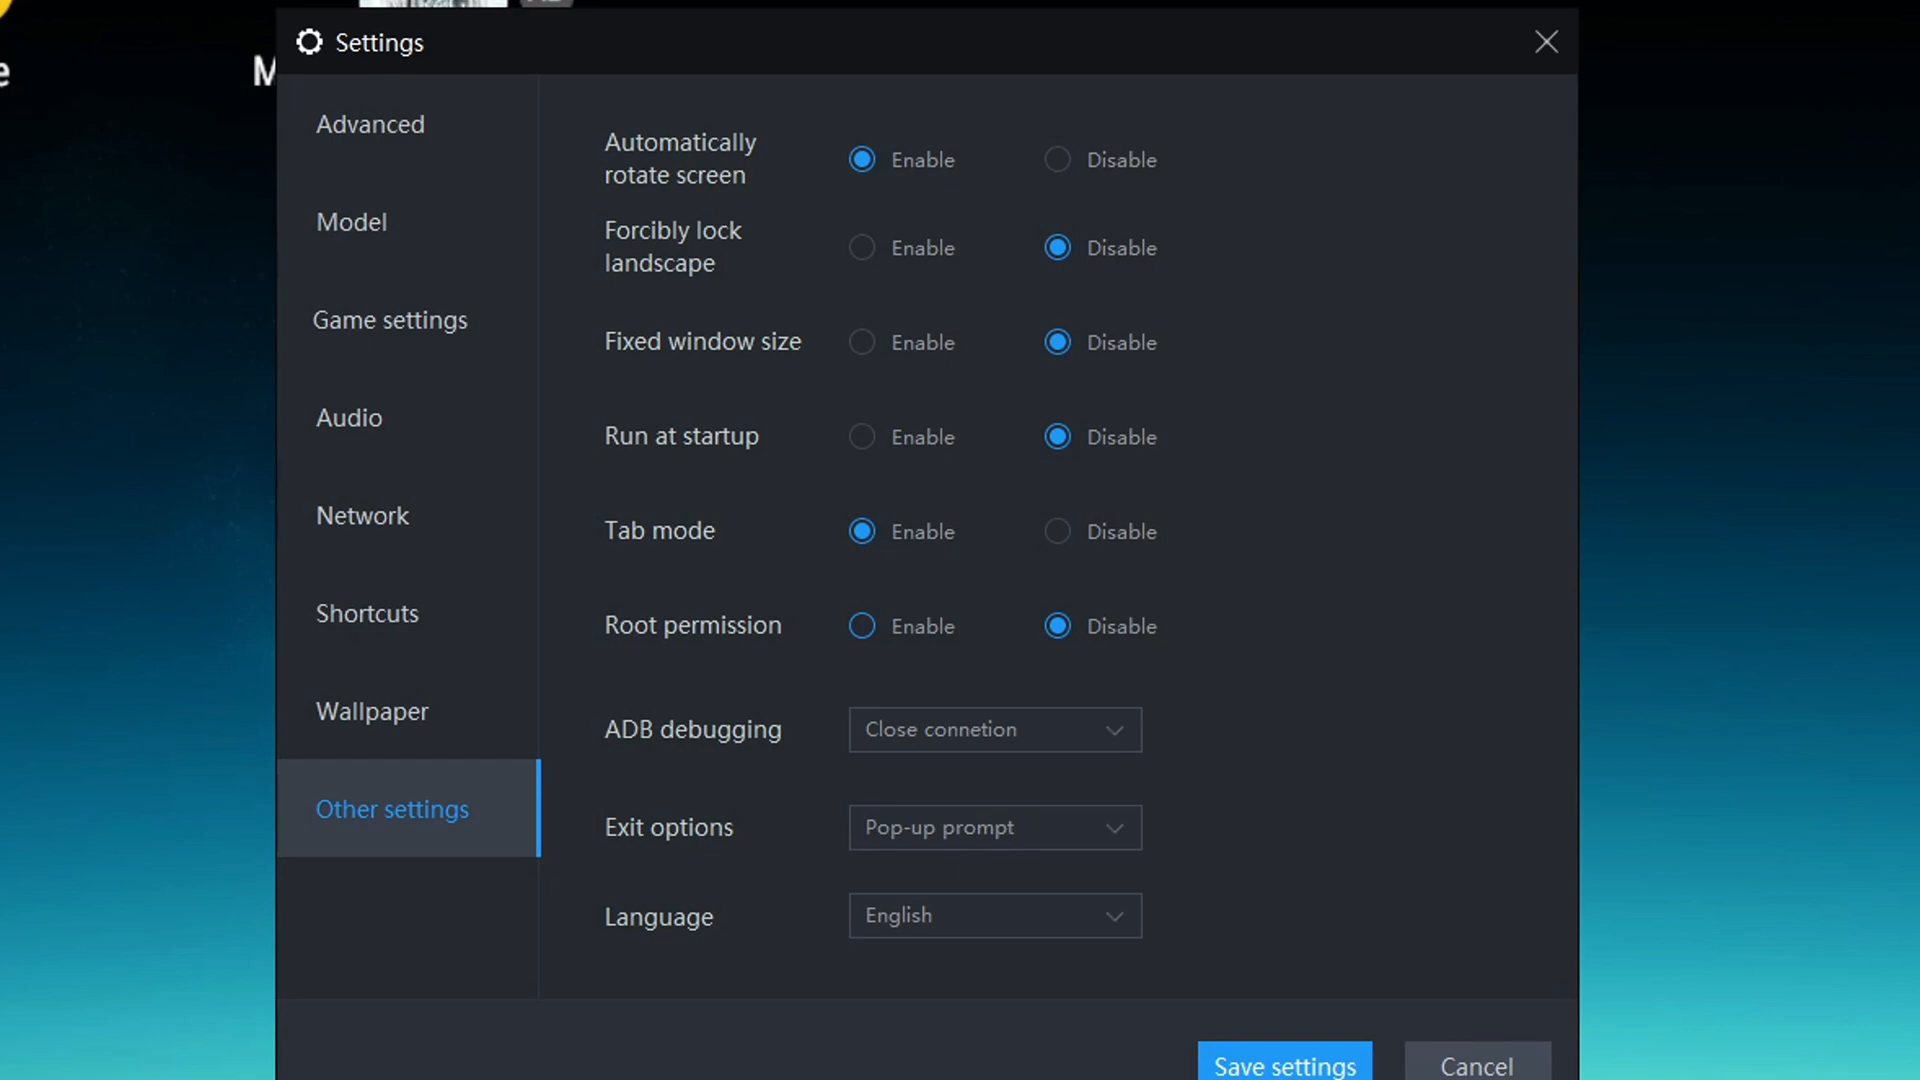 Settings
Advanced
Model
Game settings
Audio
Network
Shortcuts
Wallpaper
Other settings
Automatically
rotate screen
Enable Disable
Forcibly lock
landscape
Enable Disable
Fixed window size Enable Disable
Run at startup Enable Disable
Tab mode Enable Disable
Root permission Enable Disable
ADB debugging Close connetion
Exit options Pop-up prompt
Language English
Save settings Cancel